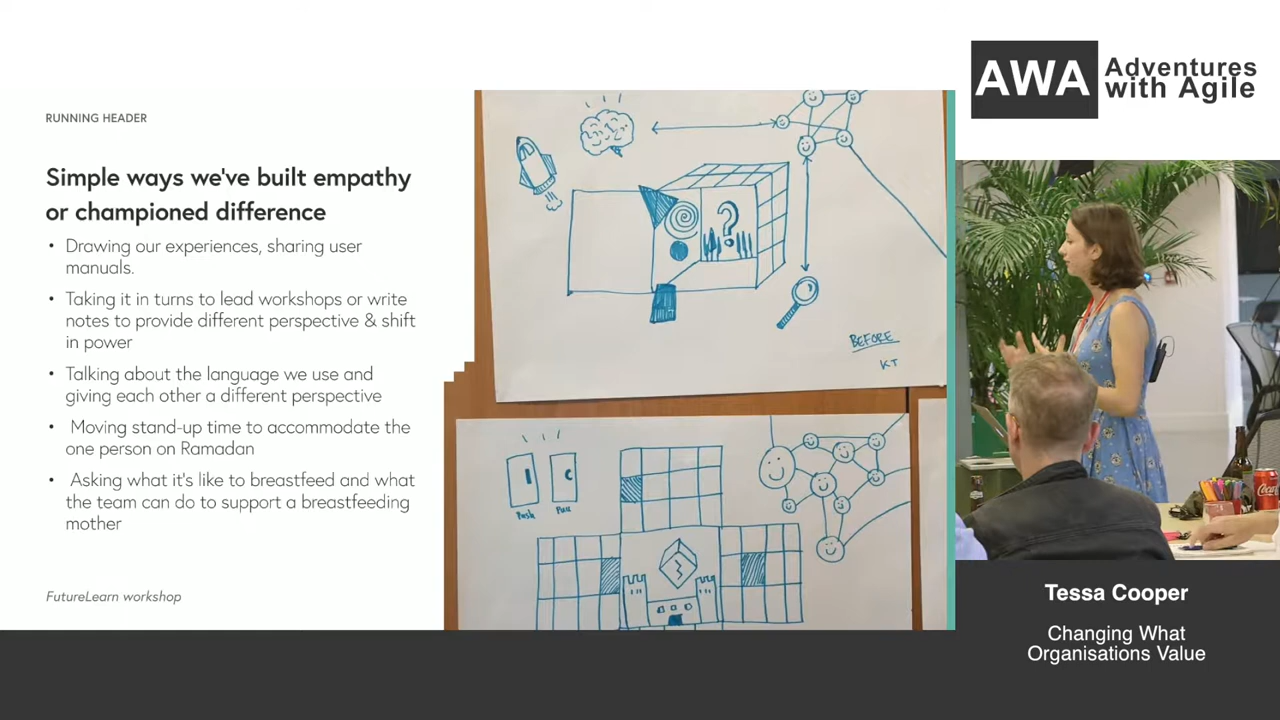 RUNNING HEADER
Simple ways we've built empathy
or championed difference
• Drawing our experiences, sharing user
manuals.
• Taking it in turns to lead workshops or write
notes to provide different perspective & shift
in power
• Talking about the language we use and
giving each other a different perspective
• Moving stand-up time to accommodate the
one person on Ramadan
• Asking what it's like to breastfeed and what
the team can do to support a breastfeeding
mother
FutureLearn workshop
?
BEFORE
KT
Push
Pull
AWA
Adventures
with Agile
Coca
Tessa Cooper
Changing What
Organisations Value